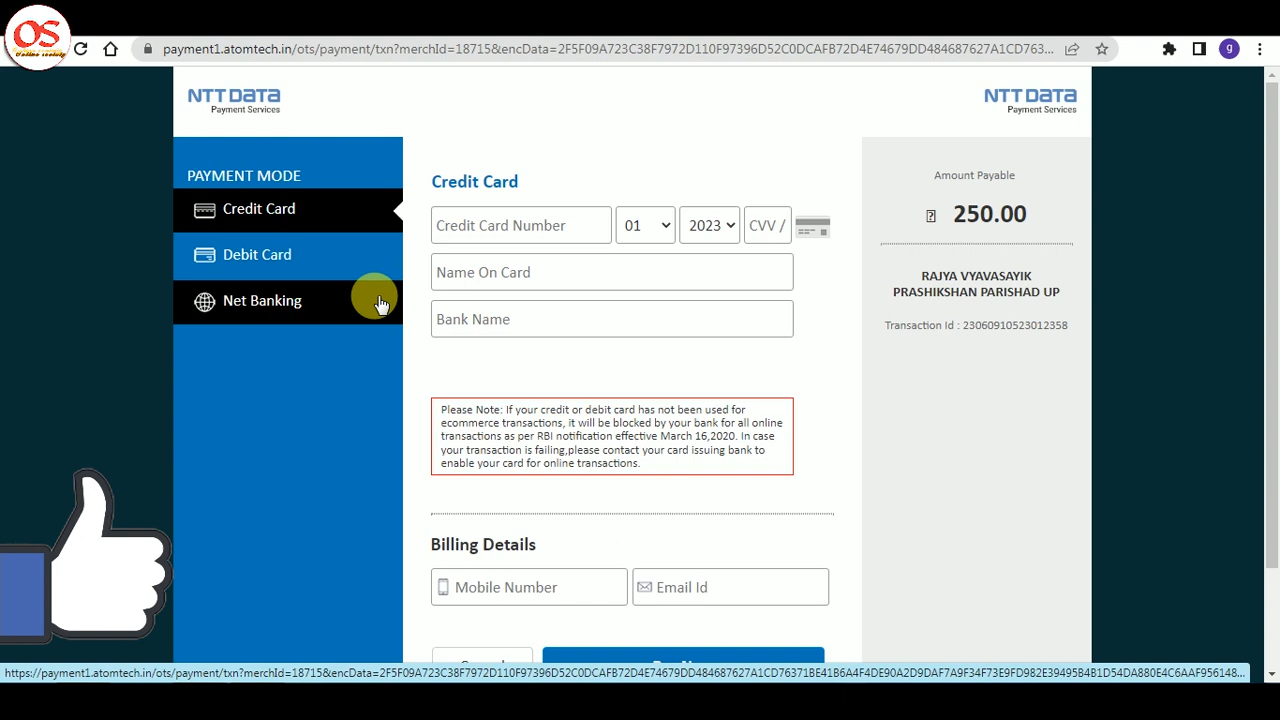 OS
payment1.atomtech.in/ots/payment/txn?merchId=18715&encData=2F5F09A723C38F7972D110F97396D52C0DCAFB72D4E74679DD484687627A1CD763...
g
NTT DATA
Payment Services
NTT DATA
Payment Services
PAYMENT MODE
Credit Card
Debit Card
Net Banking
Credit Card
Credit Card Number
01
2023
CVV /
Name On Card
Bank Name
Please Note: If your credit or debit card has not been used for
ecommerce transactions, it will be blocked by your bank for all online
transactions as per RBI notification effective March 16,2020. In case
your transaction is failing,please contact your card issuing bank to
enable your card for online transactions.
Billing Details
Mobile Number
Email Id
Amount Payable
250.00
RAJYA VYAVASAYIK
PRASHIKSHAN PARISHAD UP
Transaction Id : 23060910523012358
https://payment1.atomtech.in/ots/payment/txn?merchId=18715&encData=2F5F09A723C38F7972D110F97396D52C0DCAFB72D4E74679DD484687627A1CD76371BE41B6A4F4DE90A2D9DAF7A9F34F73E9FD982E39495B4B1D54DA880E4C6AAF956148...